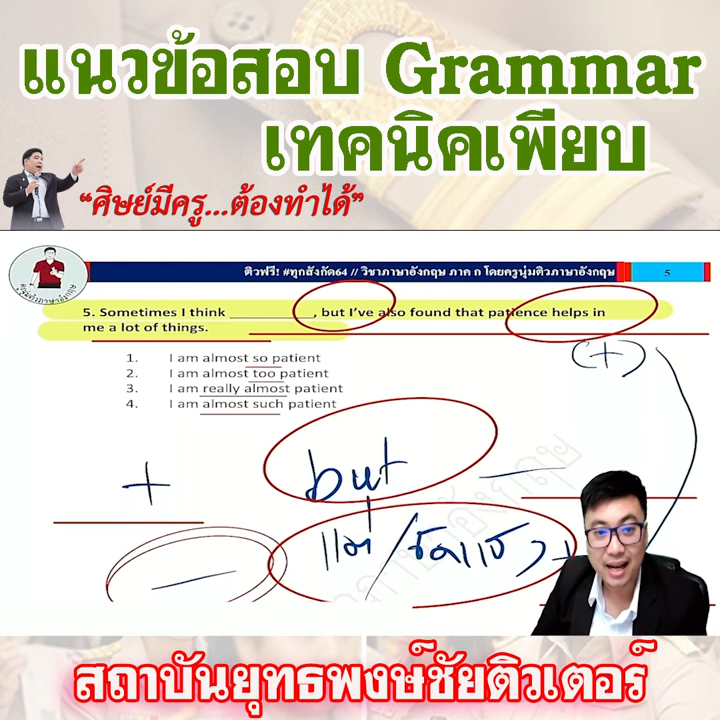 แนวข้อสอบ Grammar
เทคนิคเพียบ
“ศิษย์มีครู...ต้องทำได้”
ติวฟรี! #ทุกสังกัด64 // วิชาภาษาอังกฤษ ภาค ก โดยครูนุ่มติวภาษาอังกฤษ 5
5. Sometimes I think ____________, but I’ve also found that patience helps in
me a lot of things.
1. I am almost so patient
2. I am almost too patient
3. I am really almost patient
4. I am almost such patient
(+)
+ but —
— แต่/ขัดแย้ง +
สถาบันยุทธพงษ์ชัยติวเตอร์